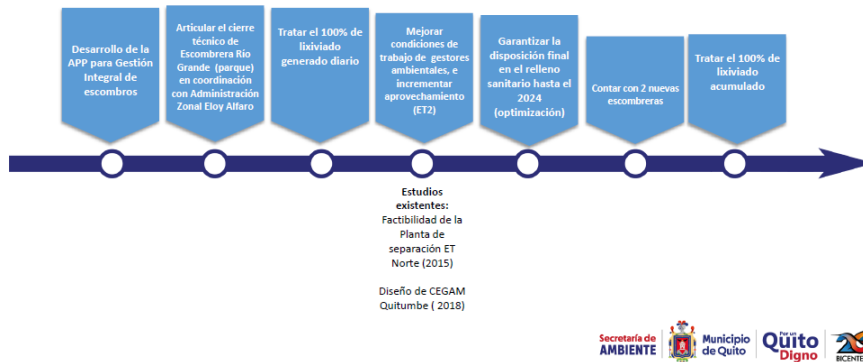 Desarrollo de la
APP para Gestión
Integral de
escombros
Articular el cierre
técnico de
Escombrera Río
Grande (parque)
en coordinación
con Administración
Zonal Eloy Alfaro
Tratar el 100% de
lixiviado
generado diario
Mejorar
condiciones de
trabajo de gestores
ambientales, e
incrementar
aprovechamiento
(ET2)
Garantizar la
disposición final
en el relleno
sanitario hasta el
2024
(optimización)
Contar con 2 nuevas
escombreras
Tratar el 100% de
lixiviado
acumulado
Estudios
existentes:
Factibilidad de la
Planta de
separación ET
Norte (2015)
Diseño de CEGAM
Quitumbe ( 2018)
Secretaría de
AMBIENTE
Municipio
de Quito
Por un
Quito
Digno
BICENTE